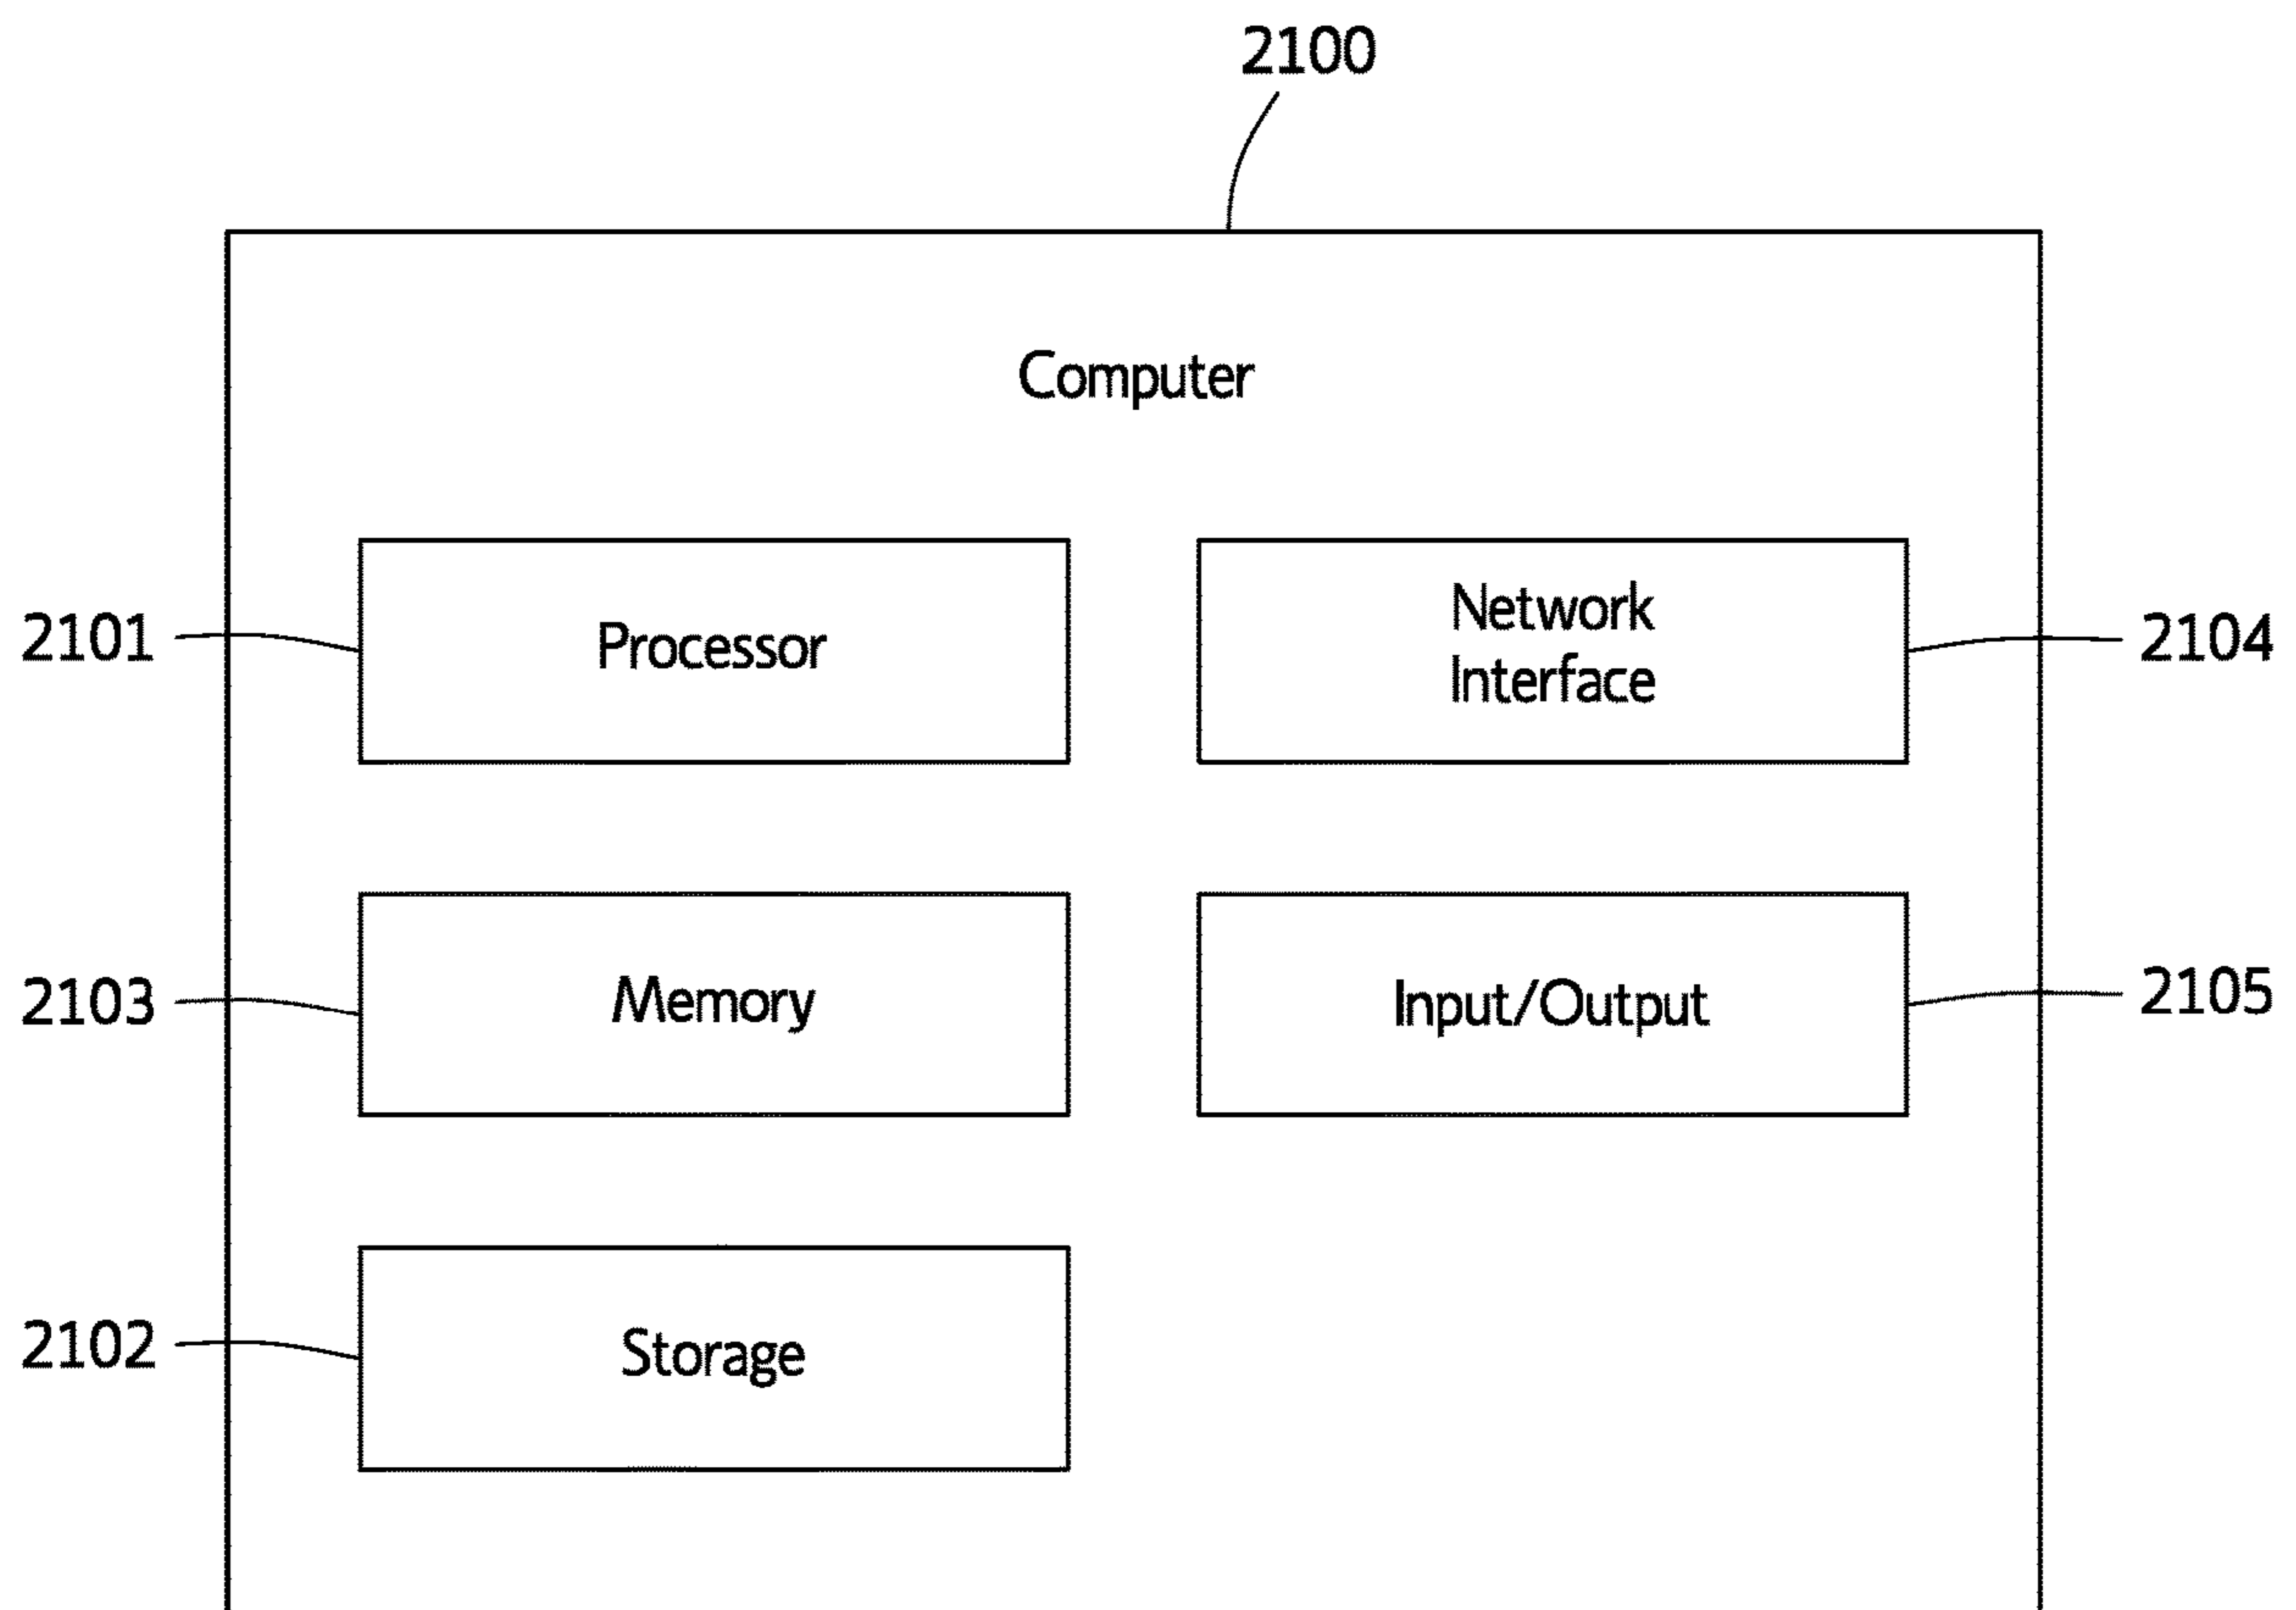 2100
Computer
2101
Processor
Network
Interface
2104
2103
Memory
Input/Output
2105
2102
Storage